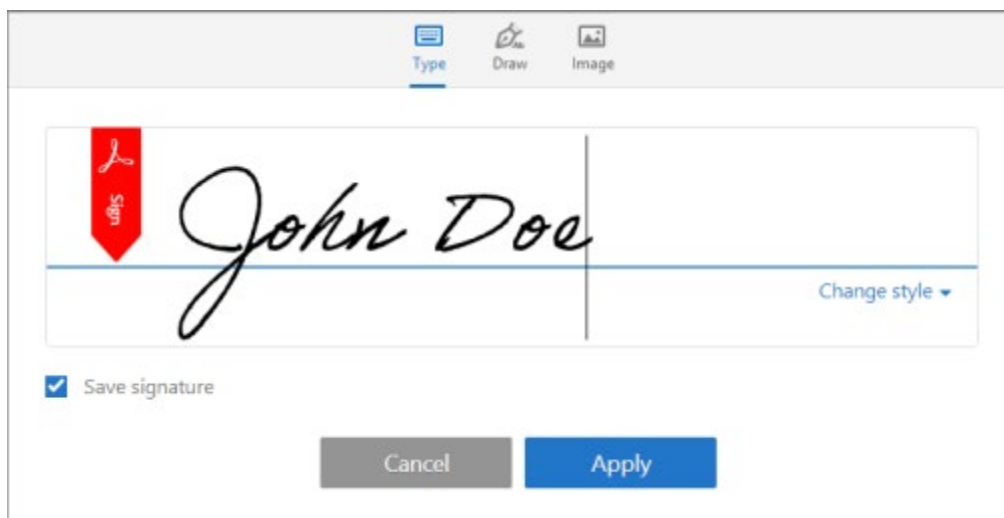 Type Draw Image
Sign
John Doe
Change style
Save signature
Cancel Apply